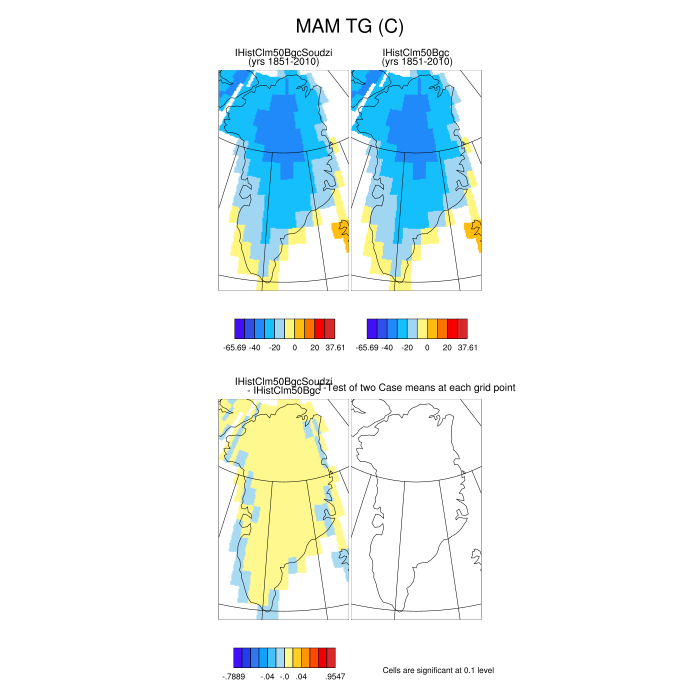 MAM TG (C)
IHistClm50BgcSoudzi
(yrs 1851-2010)
IHistClm50Bgc
(yrs 1851-2010)
-65.69 -40 -20 0 20 37.61
-65.69 -40 -20 0 20 37.61
IHistClm50BgcSoudzi
- IHistClm50Bgc
T-Test of two Case means at each grid point
-.7889 -.04 -.0 .04 .9547
Cells are significant at 0.1 level